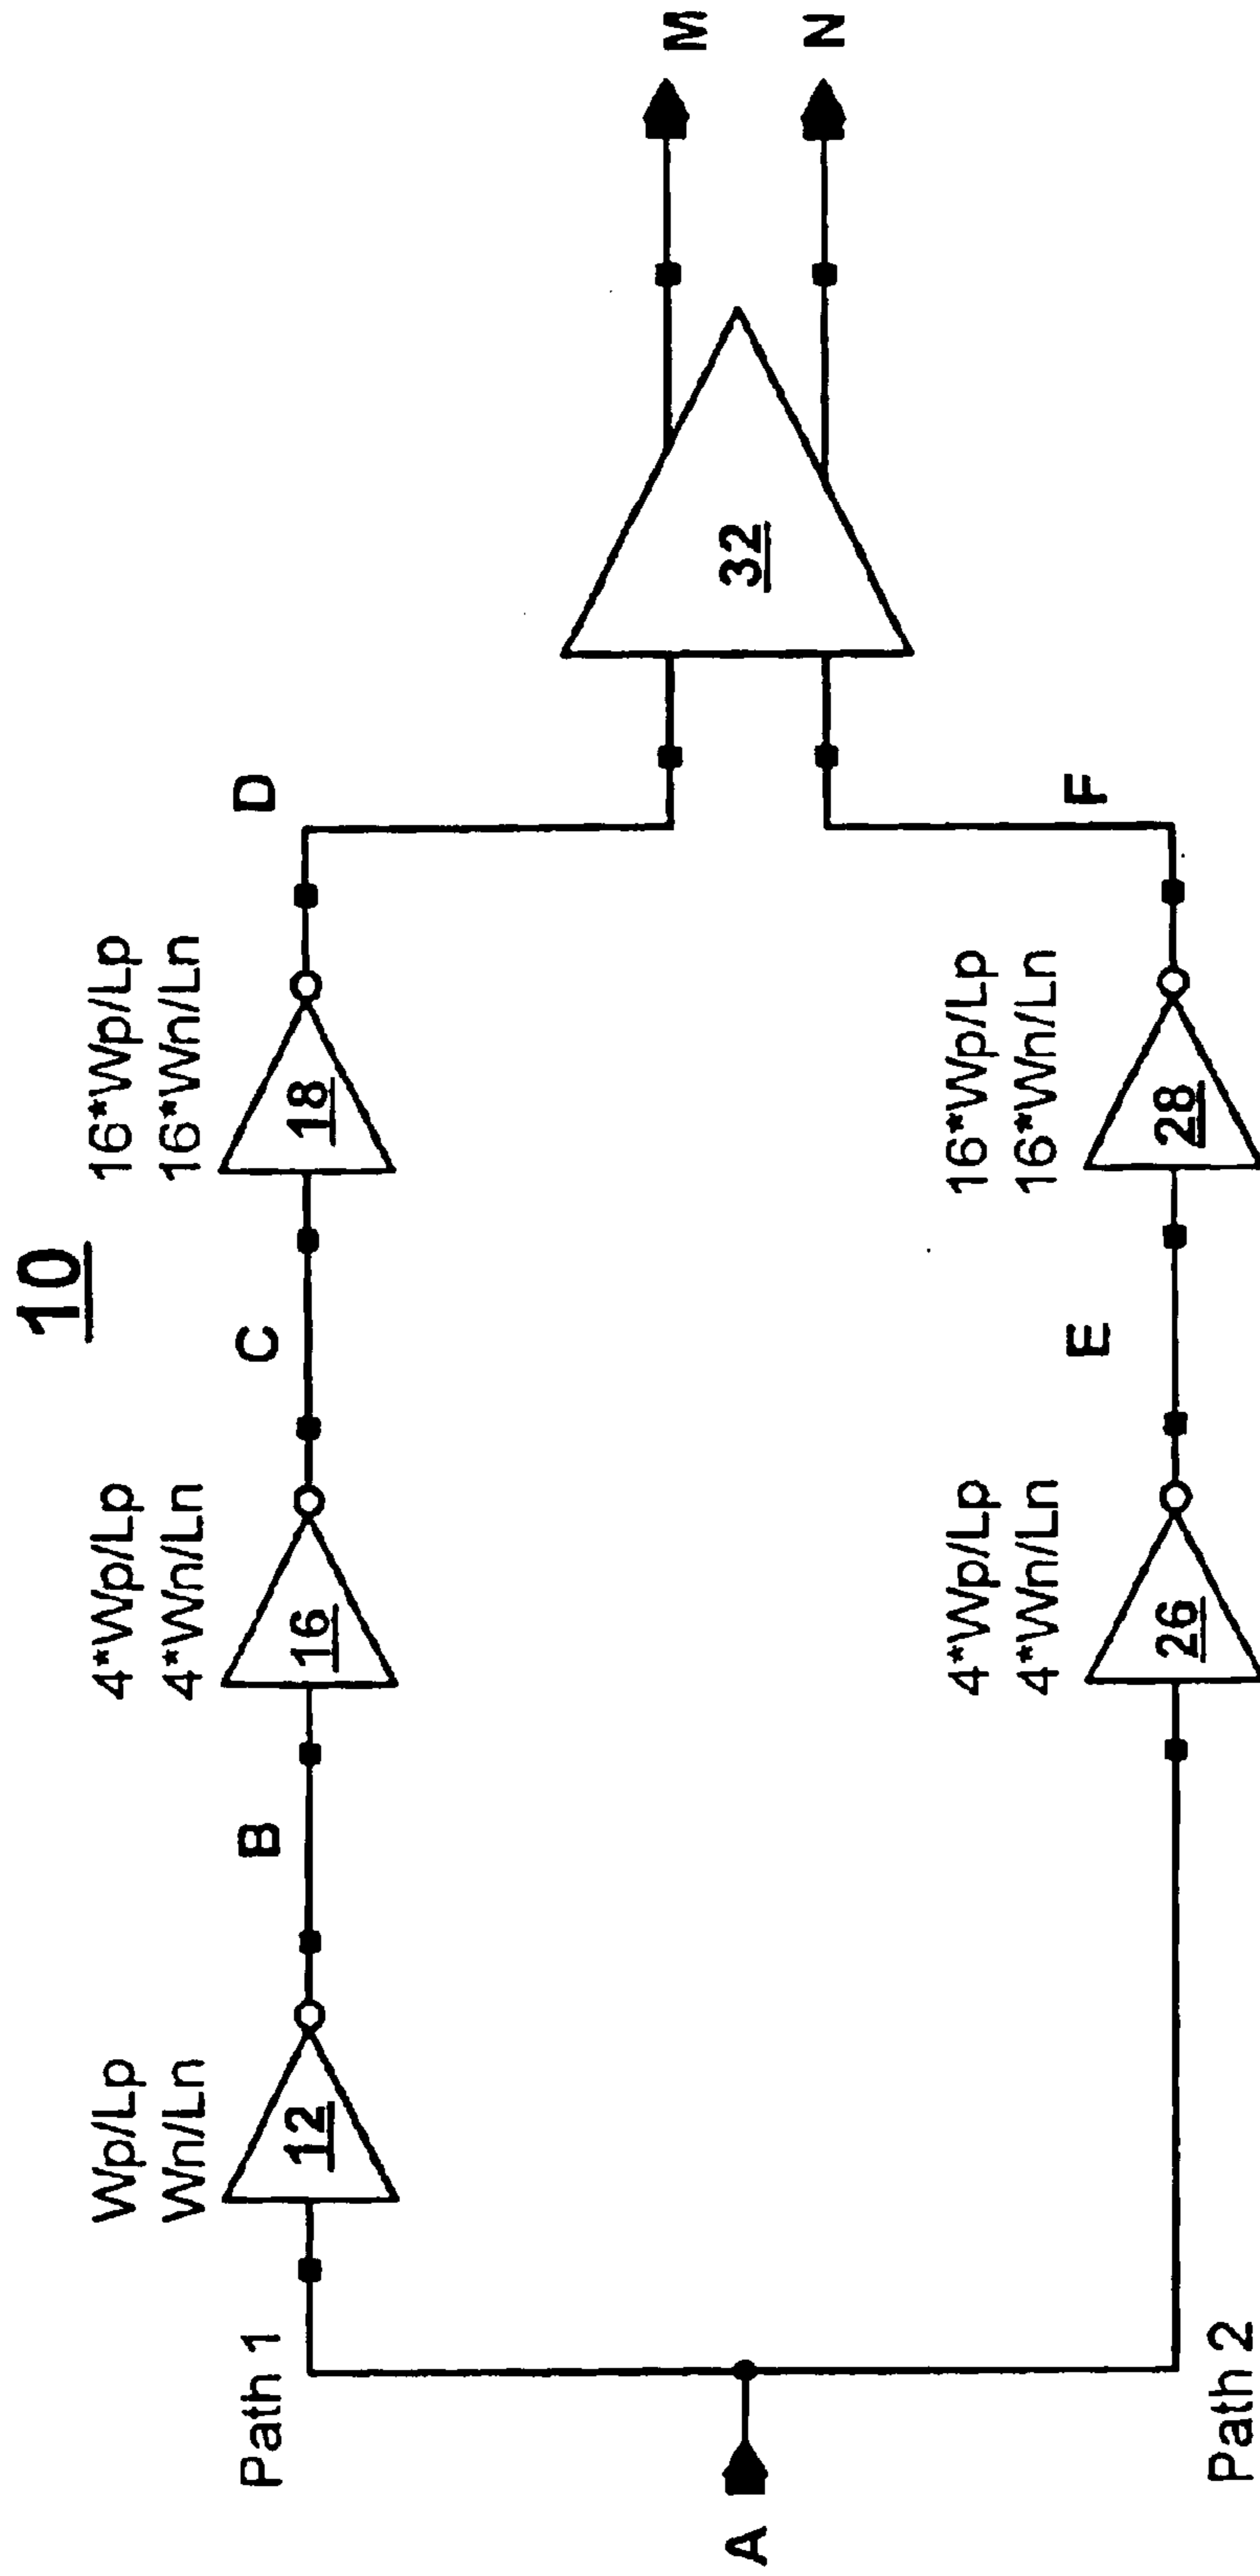 10
Wp/Lp
Wn/Ln
4*Wp/Lp
4*Wn/Ln
16*Wp/Lp
16*Wn/Ln
Path 1
12
B
16
C
18
D
A
32
M
N
4*Wp/Lp
4*Wn/Ln
16*Wp/Lp
16*Wn/Ln
26
E
28
F
Path 2